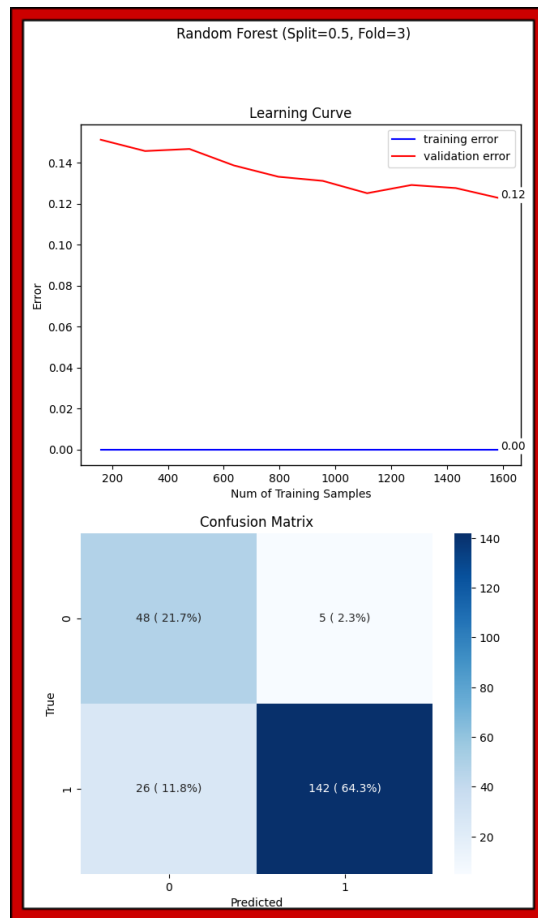 Random Forest (Split=0.5, Fold=3)
Learning Curve
training error
validation error
0.14
0.12
0.10
0.08
0.06
0.04
0.02
0.00
Error
0.12
0.00
200 400 600 800 1000 1200 1400 1600
Num of Training Samples
Confusion Matrix
0
1
True
48 ( 21.7%) 5 ( 2.3%)
26 ( 11.8%) 142 ( 64.3%)
0 1
Predicted
140
120
100
80
60
40
20